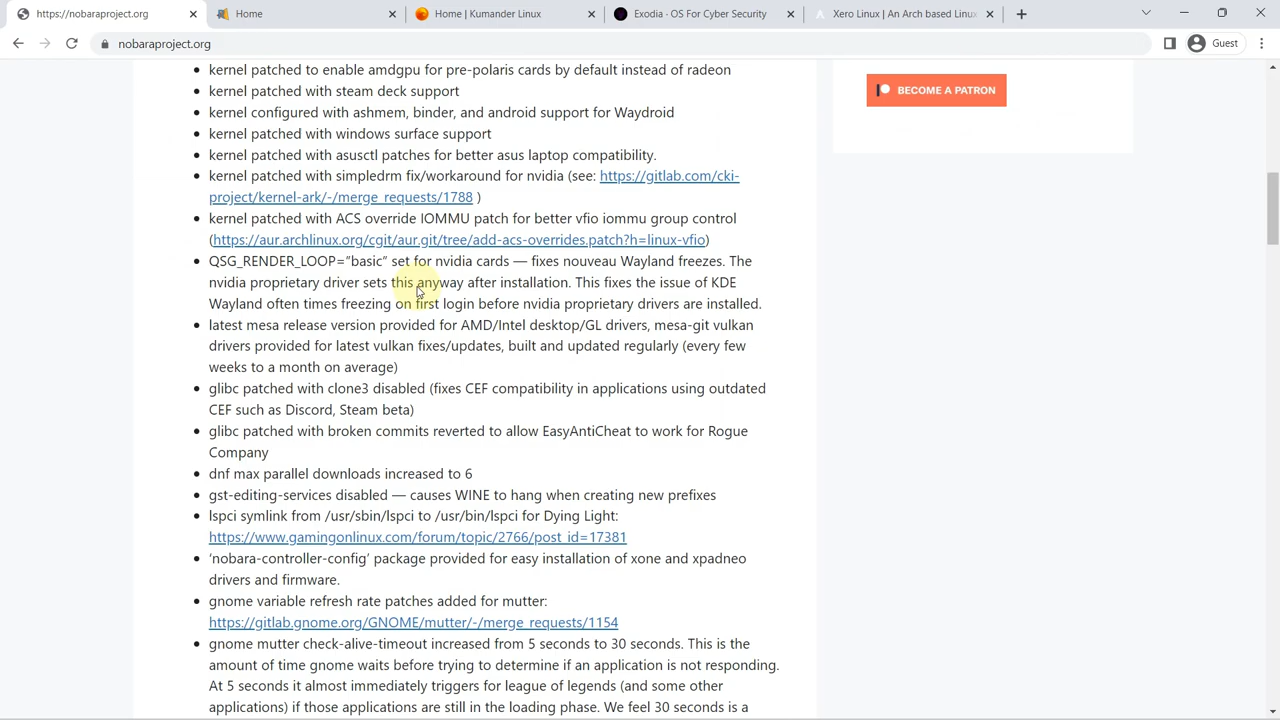 https://nobaraproject.org
Home
Home | Kumander Linux
Exodia · OS For Cyber Security
Xero Linux | An Arch based Linux
nobaraproject.org
Guest
kernel patched to enable amdgpu for pre-polaris cards by default instead of radeon
kernel patched with steam deck support
kernel configured with ashmem, binder, and android support for Waydroid
kernel patched with windows surface support
kernel patched with asusctl patches for better asus laptop compatibility.
kernel patched with simpledrm fix/workaround for nvidia (see: https://gitlab.com/cki-
project/kernel-ark/-/merge_requests/1788 )
kernel patched with ACS override IOMMU patch for better vfio iommu group control
(https://aur.archlinux.org/cgit/aur.git/tree/add-acs-overrides.patch?h=linux-vfio)
QSG_RENDER_LOOP=”basic” set for nvidia cards — fixes nouveau Wayland freezes. The
nvidia proprietary driver sets this anyway after installation. This fixes the issue of KDE
Wayland often times freezing on first login before nvidia proprietary drivers are installed.
latest mesa release version provided for AMD/Intel desktop/GL drivers, mesa-git vulkan
drivers provided for latest vulkan fixes/updates, built and updated regularly (every few
weeks to a month on average)
glibc patched with clone3 disabled (fixes CEF compatibility in applications using outdated
CEF such as Discord, Steam beta)
glibc patched with broken commits reverted to allow EasyAntiCheat to work for Rogue
Company
dnf max parallel downloads increased to 6
gst-editing-services disabled — causes WINE to hang when creating new prefixes
lspci symlink from /usr/sbin/lspci to /usr/bin/lspci for Dying Light:
https://www.gamingonlinux.com/forum/topic/2766/post_id=17381
‘nobara-controller-config’ package provided for easy installation of xone and xpadneo
drivers and firmware.
gnome variable refresh rate patches added for mutter:
https://gitlab.gnome.org/GNOME/mutter/-/merge_requests/1154
gnome mutter check-alive-timeout increased from 5 seconds to 30 seconds. This is the
amount of time gnome waits before trying to determine if an application is not responding.
At 5 seconds it almost immediately triggers for league of legends (and some other
applications) if those applications are still in the loading phase. We feel 30 seconds is a
BECOME A PATRON